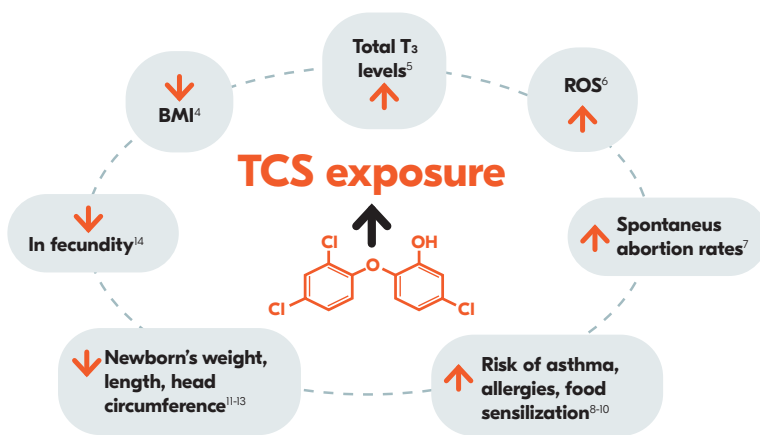 Total T3
levels5
BMI4
ROS6
TCS exposure
In fecundity14
Spontaneus
abortion rates7
Cl
OH
O
Cl
Cl
Newborn's weight,
length, head
circumference11-13
Risk of asthma,
allergies, food
sensilization8-10